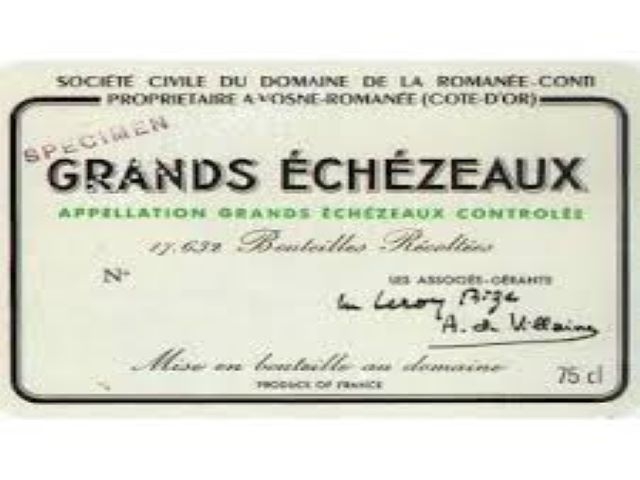 SOCIÉTÉ CIVILE DU DOMAINE DE LA ROMANÉE-CONTI
PROPRIETAIRE A VOSNE-ROMANÉE (COTE-D'OR)
SPECIMEN
GRANDS ÉCHÉZEAUX
APPELLATION GRANDS ÉCHÉZEAUX CONTROLÉE
17.632 Bouteilles Récoltées
N°
LES ASSOCIÉS-GÉRANTS
Leroy Bize
A. de Villaine
Mise en bouteille au domaine
PRODUCE OF FRANCE
75 cl